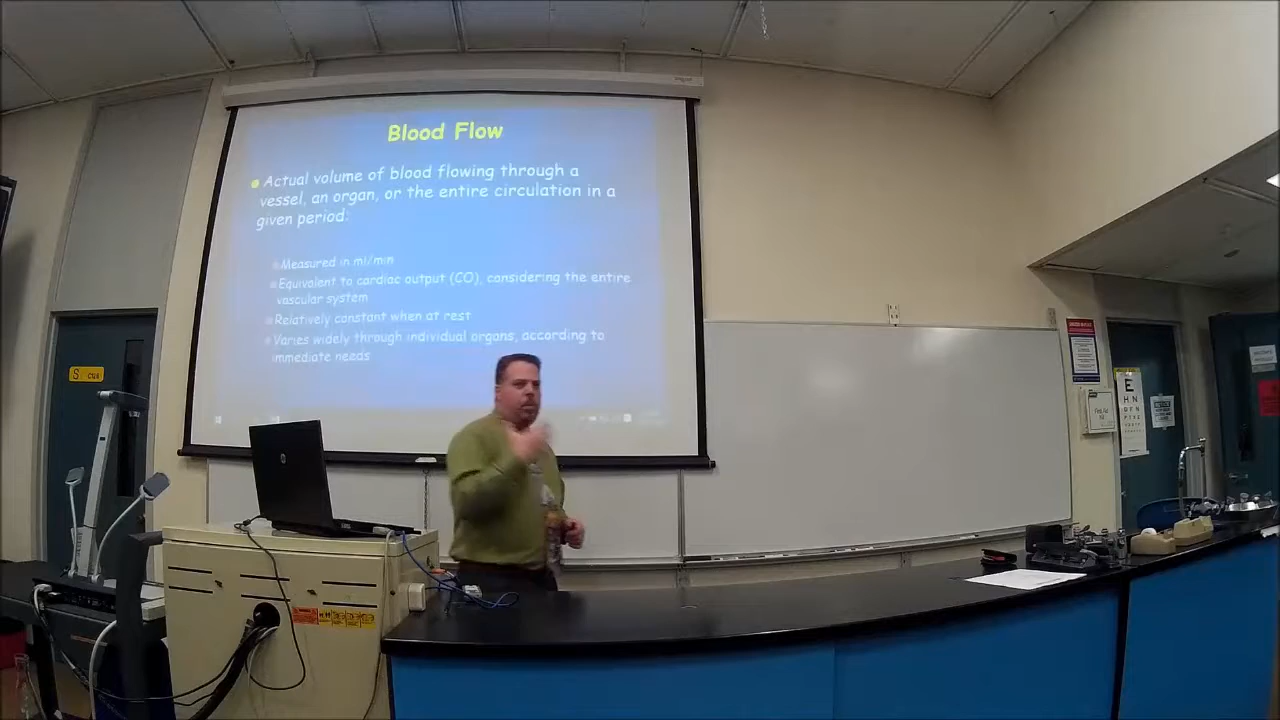 Blood Flow
Actual volume of blood flowing through a
vessel, an organ, or the entire circulation in a
given period:
Measured in ml/min
Equivalent to cardiac output (CO), considering the entire
vascular system
Relatively constant when at rest
Varies widely through individual organs, according to
immediate needs
First Aid
E
H N
D F N